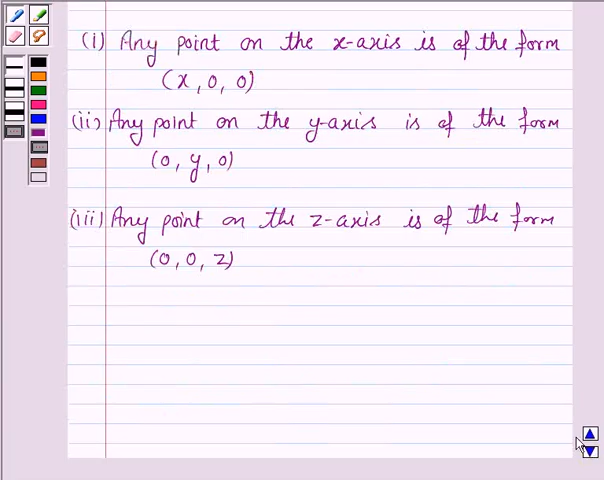 (i) Any point on the x-axis is of the form
(x, 0, 0)
(ii) Any point on the y-axis is of the form
(0, y, 0)
(iii) Any point on the z-axis is of the form
(0, 0, z)